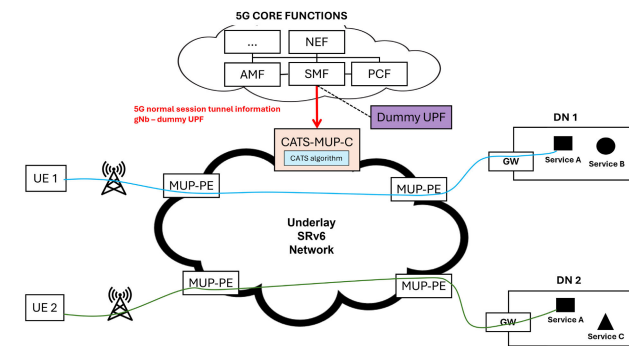 5G CORE FUNCTIONS
...
NEF
AMF
SMF
PCF
5G normal session tunnel information
gNb – dummy UPF
Dummy UPF
CATS-MUP-C
CATS algorithm
DN 1
GW
Service A
Service B
UE 1
MUP-PE
MUP-PE
Underlay
SRv6
Network
MUP-PE
MUP-PE
UE 2
DN 2
GW
Service A
Service C